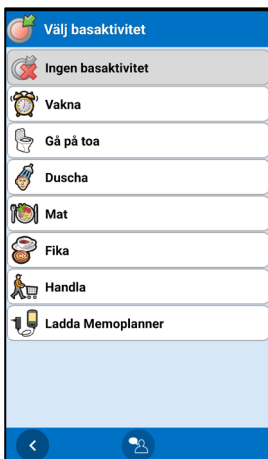 Välj basaktivitet
Ingen basaktivitet
Vakna
Gå på toa
Duscha
Mat
Fika
Handla
Ladda Memoplanner